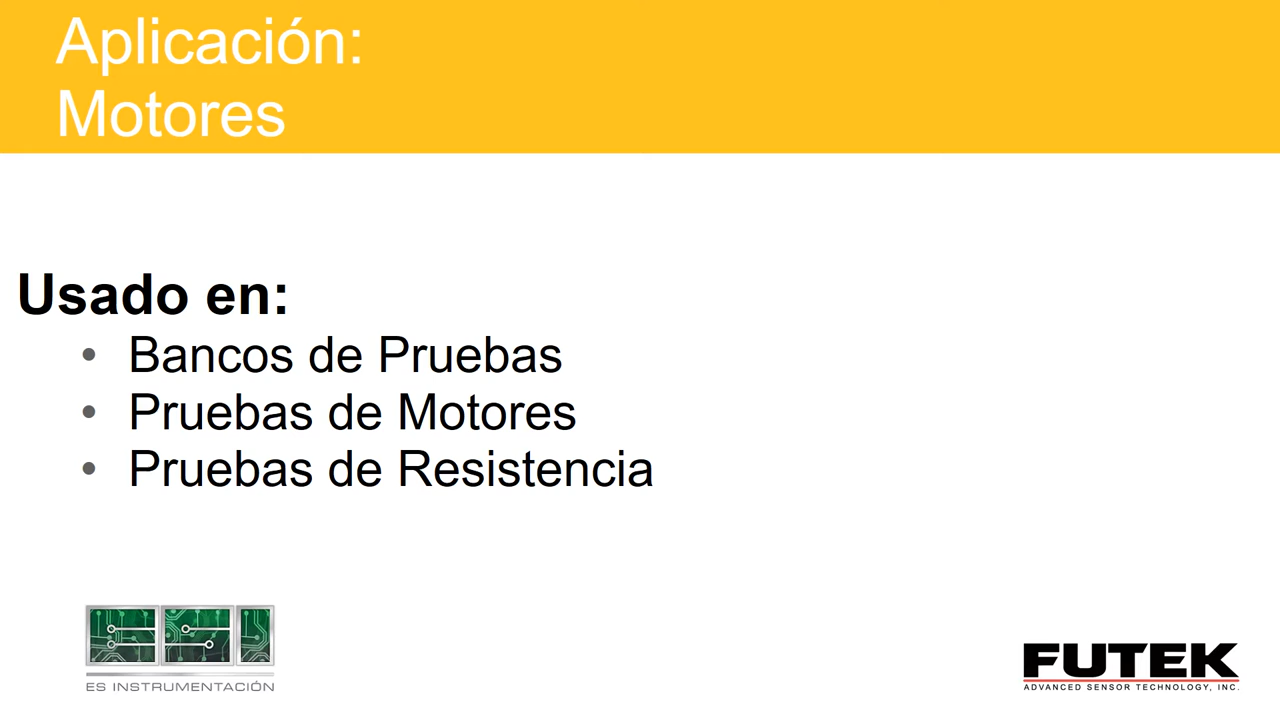 Aplicación:
Motores
Usado en:
• Bancos de Pruebas
• Pruebas de Motores
• Pruebas de Resistencia
ES INSTRUMENTACIÓN
FUTEK
ADVANCED SENSOR TECHNOLOGY, INC.